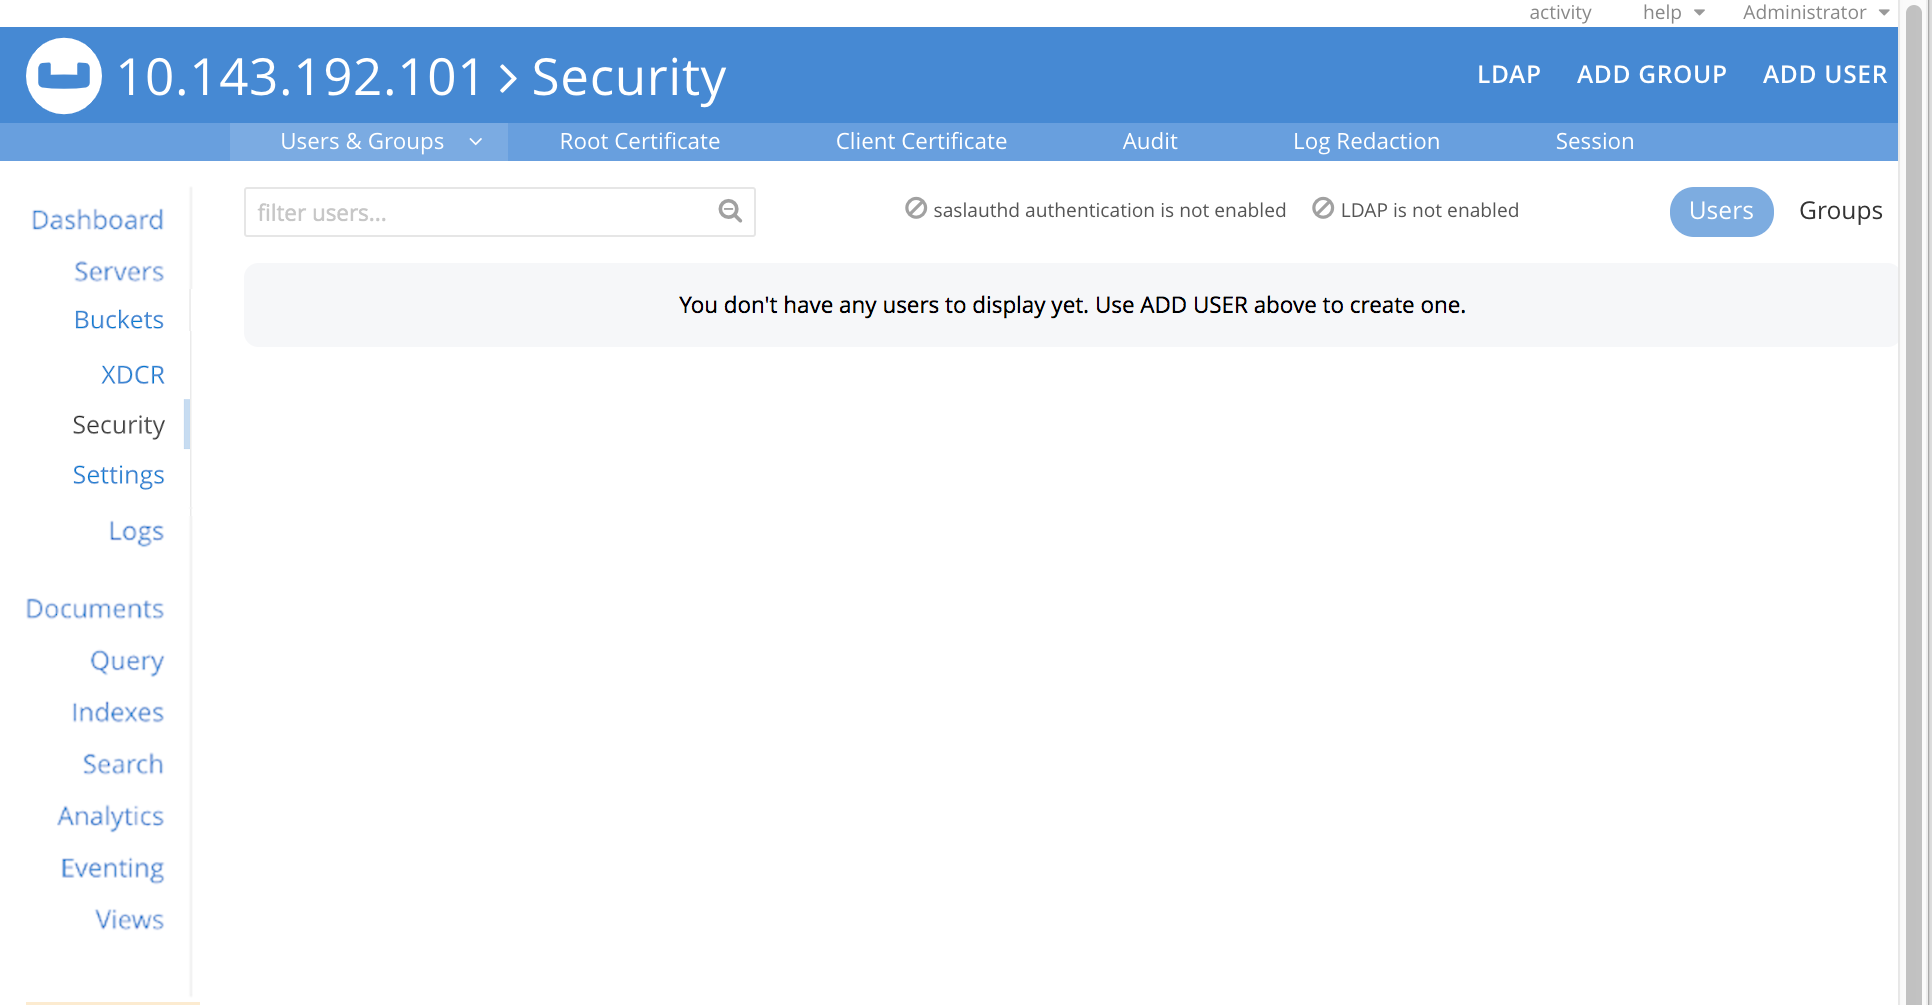 activity help Administrator
10.143.192.101 > Security LDAP ADD GROUP ADD USER
Users & Groups Root Certificate Client Certificate Audit Log Redaction Session
filter users... saslauthd authentication is not enabled LDAP is not enabled Users Groups
You don't have any users to display yet. Use ADD USER above to create one.
Dashboard
Servers
Buckets
XDCR
Security
Settings
Logs
Documents
Query
Indexes
Search
Analytics
Eventing
Views